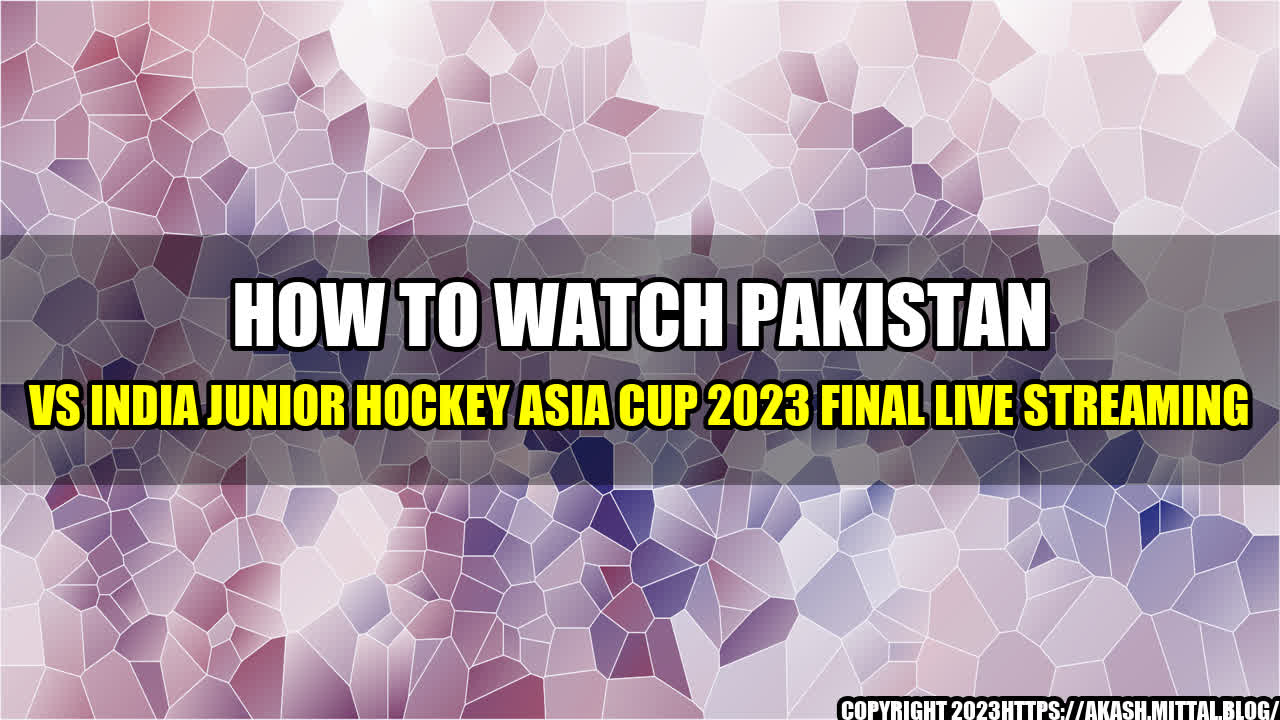 HOW TO WATCH PAKISTAN
VS INDIA JUNIOR HOCKEY ASIA CUP 2023 FINAL LIVE STREAMING
COPYRIGHT 2023HTTPS://AKASH.MITTAL.BLOG/